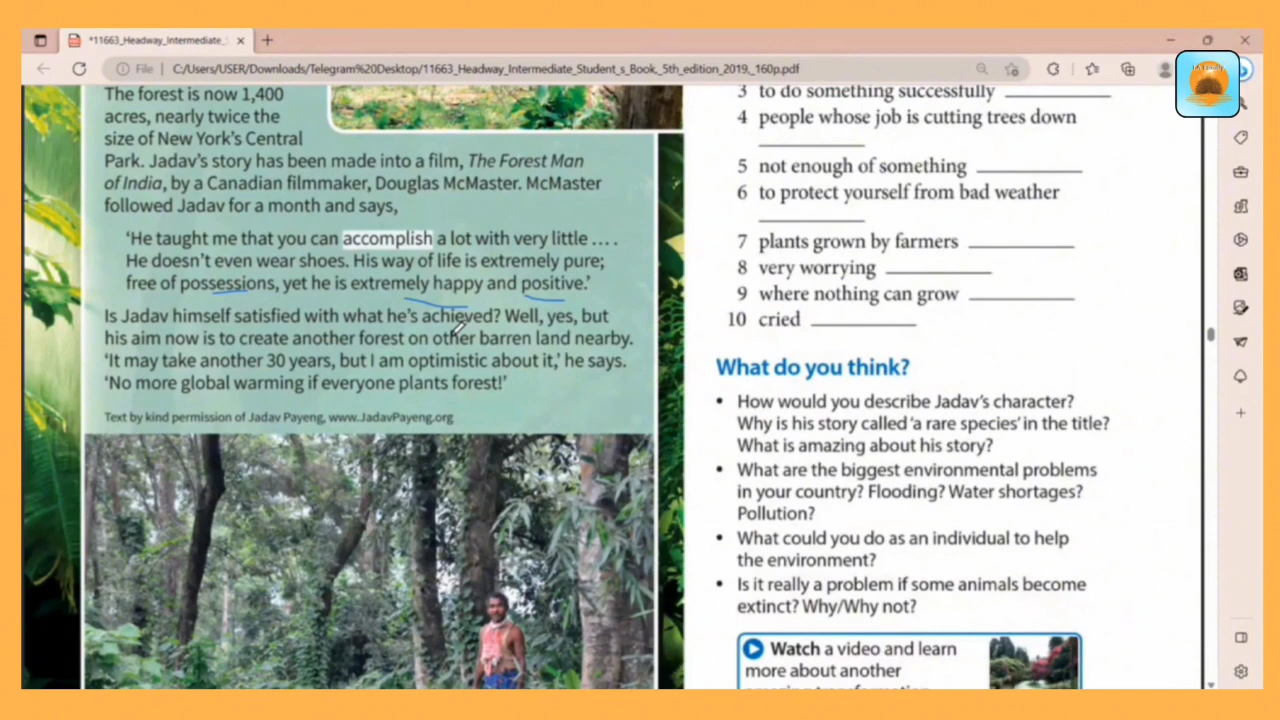 *11663_Headway_Intermediate_S
File
C:/Users/USER/Downloads/Telegram%20Desktop/11663_Headway_Intermediate_Student_s_Book,_5th_edition_2019,_160p.pdf
The forest is now 1,400
acres, nearly twice the
size of New York’s Central
Park. Jadav’s story has been made into a film, The Forest Man
of India, by a Canadian filmmaker, Douglas McMaster. McMaster
followed Jadav for a month and says,
‘He taught me that you can accomplish a lot with very little … .
He doesn’t even wear shoes. His way of life is extremely pure;
free of possessions, yet he is extremely happy and positive.’
Is Jadav himself satisfied with what he’s achieved? Well, yes, but
his aim now is to create another forest on other barren land nearby.
‘It may take another 30 years, but I am optimistic about it,’ he says.
‘No more global warming if everyone plants forest!’
Text by kind permission of Jadav Payeng, www.JadavPayeng.org
3 to do something successfully
4 people whose job is cutting trees down
5 not enough of something
6 to protect yourself from bad weather
7 plants grown by farmers
8 very worrying
9 where nothing can grow
10 cried
What do you think?
• How would you describe Jadav’s character?
Why is his story called ‘a rare species’ in the title?
What is amazing about his story?
• What are the biggest environmental problems
in your country? Flooding? Water shortages?
Pollution?
• What could you do as an individual to help
the environment?
• Is it really a problem if some animals become
extinct? Why/Why not?
Watch a video and learn
more about another